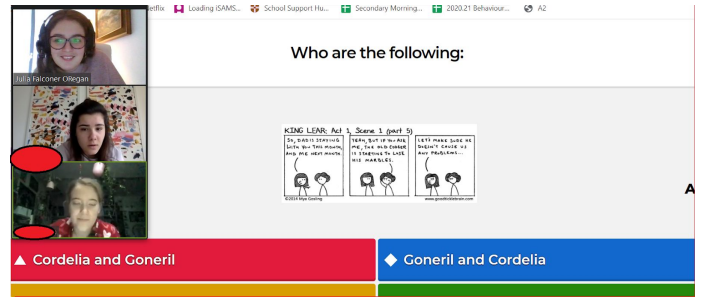 etflix Loading iSAMS... School Support Hu... Secondary Morning... 2020.21 Behaviour... A2
Who are the following:
Julia Falconer ORegan
KING LEAR: Act 1, Scene 1 (part 5)
SO, DAD IS STAYING
WITH YOU THIS MONTH,
AND ME NEXT MONTH.
YEAH, BUT IF YOU ASK
ME, THE OLD CODGER
IS STARTING TO LOSE
HIS MARBLES.
LET'S MAKE SURE HE
DOESN'T CAUSE US
ANY PROBLEMS...
©2014 Mya Gosling
www.goodticklebrain.com
A
Cordelia and Goneril
Goneril and Cordelia